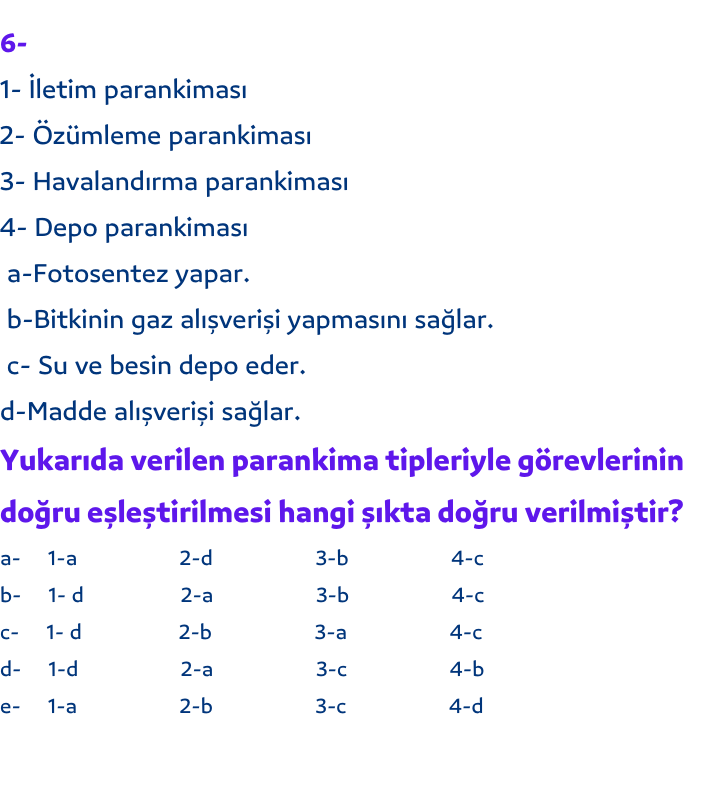 6-
1- İletim parankiması
2- Özümleme parankiması
3- Havalandırma parankiması
4- Depo parankiması
a-Fotosentez yapar.
b-Bitkinin gaz alışverişi yapmasını sağlar.
c- Su ve besin depo eder.
d-Madde alışverişi sağlar.
Yukarıda verilen parankima tipleriyle görevlerinin
doğru eşleştirilmesi hangi şıkta doğru verilmiştir?
a- 1-a 2-d 3-b 4-c
b- 1- d 2-a 3-b 4-c
c- 1- d 2-b 3-a 4-c
d- 1-d 2-a 3-c 4-b
e- 1-a 2-b 3-c 4-d